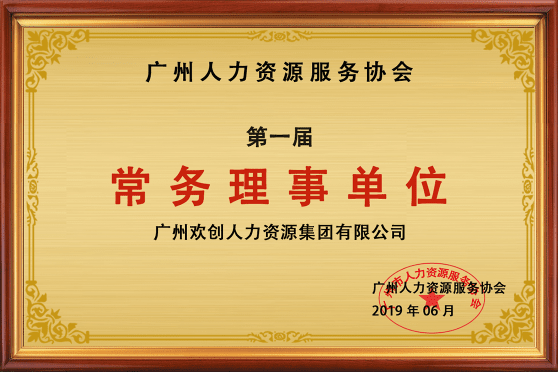 广州人力资源服务协会
第一届
常务理事单位
广州欢创人力资源集团有限公司
广州市人力资源服务协会
广州人力资源服务协会
2019 年 06 月